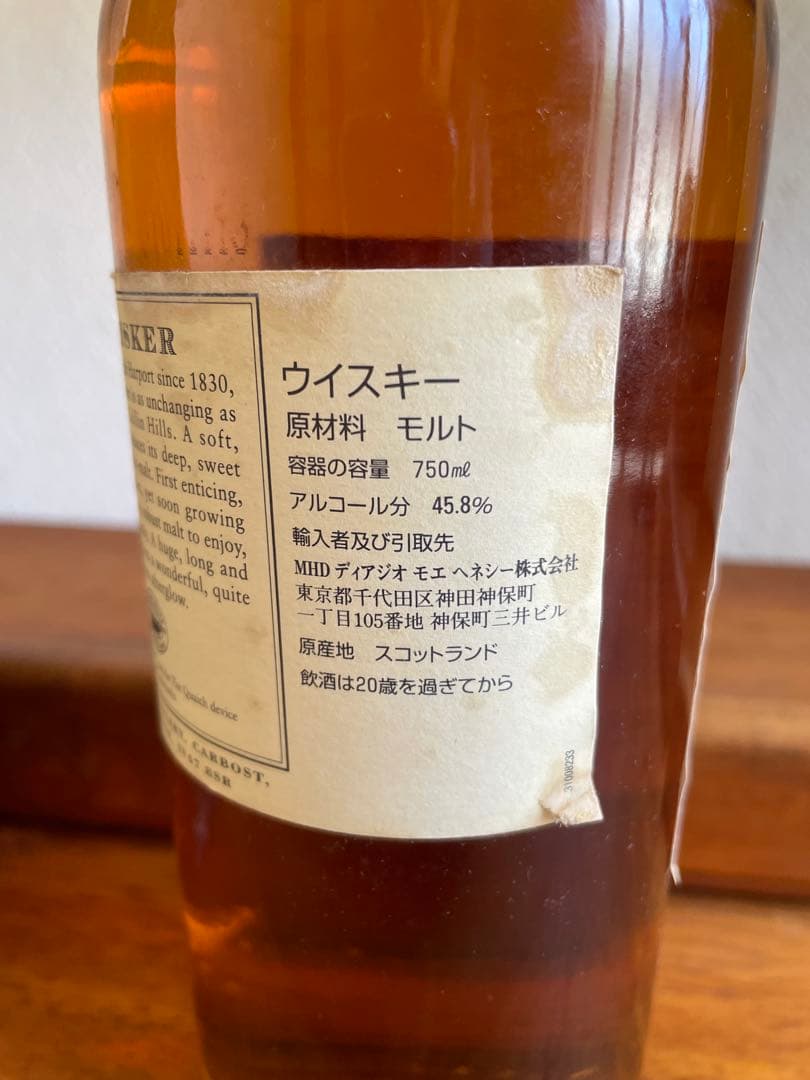 SKER
Harport since 1830,
as unchanging as
Hills. A soft,
its deep, sweet
malt. First enticing,
yet soon growing
malt to enjoy,
A huge, long and
wonderful, quite
afterglow.
The Quaich device
CARBOST,
8SR
ウイスキー
原材料 モルト
容器の容量 750㎖
アルコール分 45.8%
輸入者及び引取先
MHD ディアジオ モエ ヘネシー株式会社
東京都千代田区神田神保町
一丁目105番地 神保町三井ビル
原産地 スコットランド
飲酒は20歳を過ぎてから
31008233